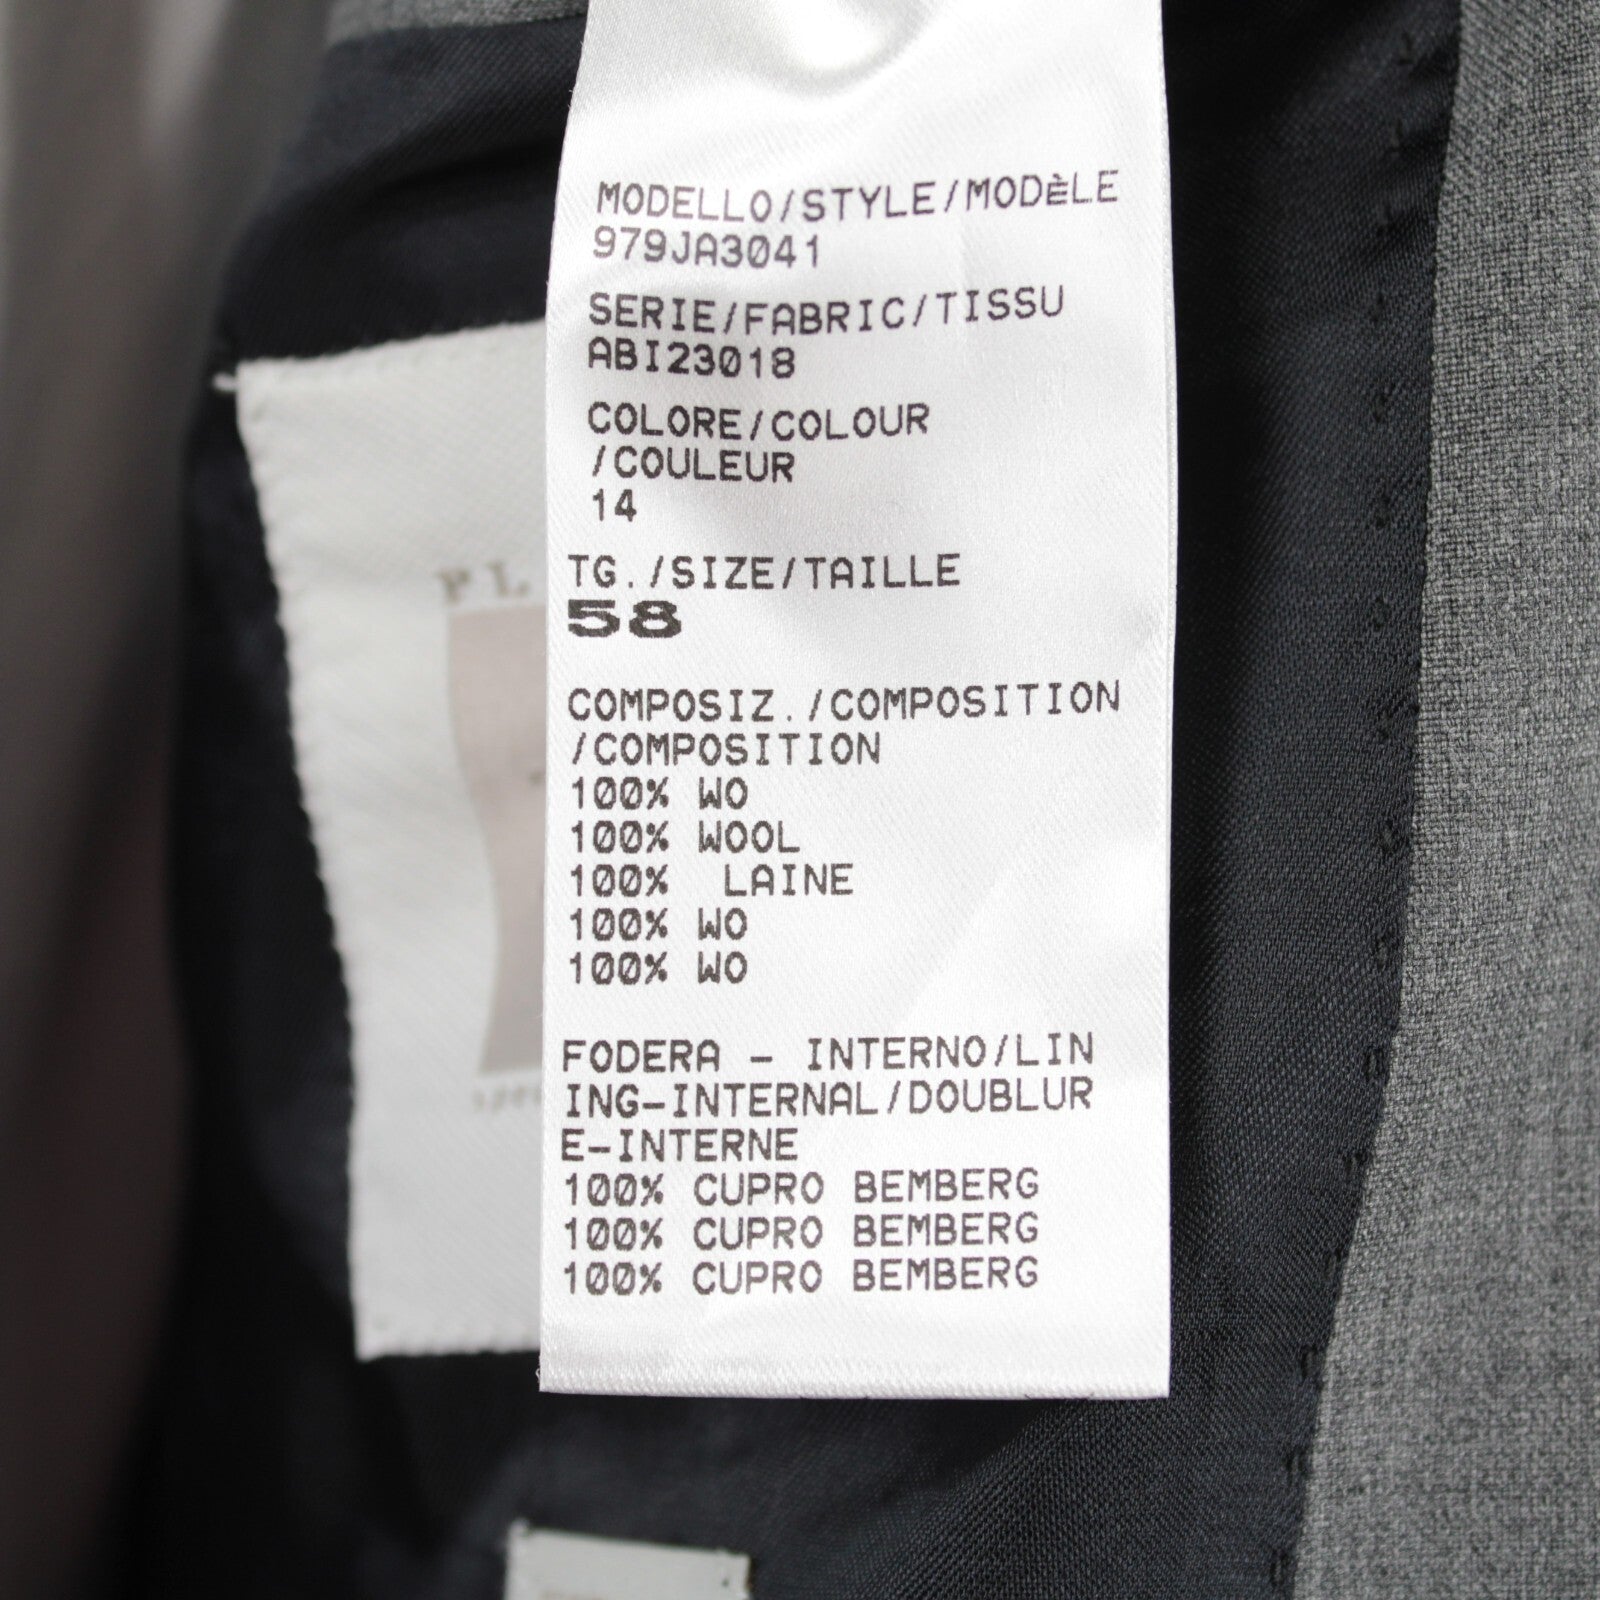 MODELLO/STYLE/MODÈLE
979JA3041
SERIE/FABRIC/TISSU
ABI23018
COLORE/COLOUR
/COULEUR
14
TG./SIZE/TAILLE
58
COMPOSIZ./COMPOSITION
/COMPOSITION
100% WO
100% WOOL
100% LAINE
100% WO
100% WO
FODERA - INTERNO/LIN
ING-INTERNAL/DOUBLUR
E-INTERNE
100% CUPRO BEMBERG
100% CUPRO BEMBERG
100% CUPRO BEMBERG